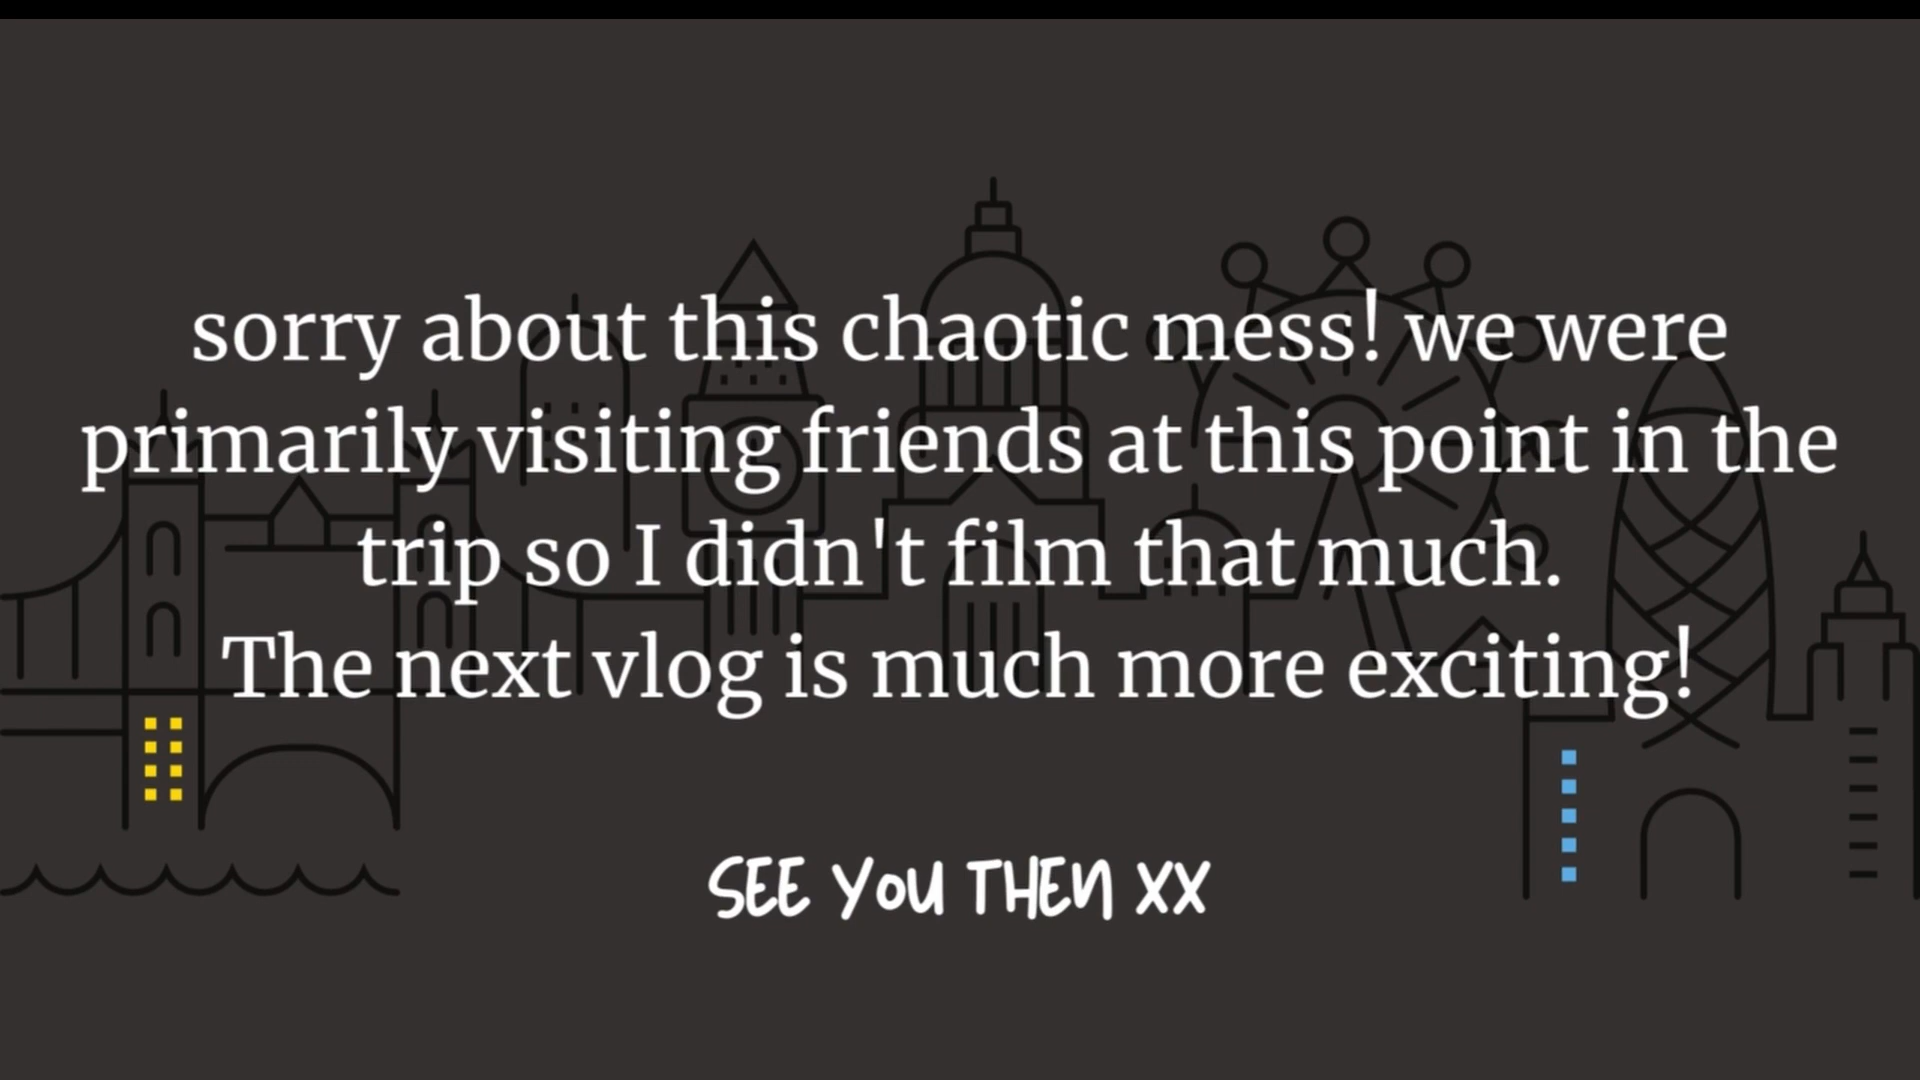 sorry about this chaotic mess! we were
primarily visiting friends at this point in the
trip so I didn't film that much.
The next vlog is much more exciting!
SEE YOU THEN XX